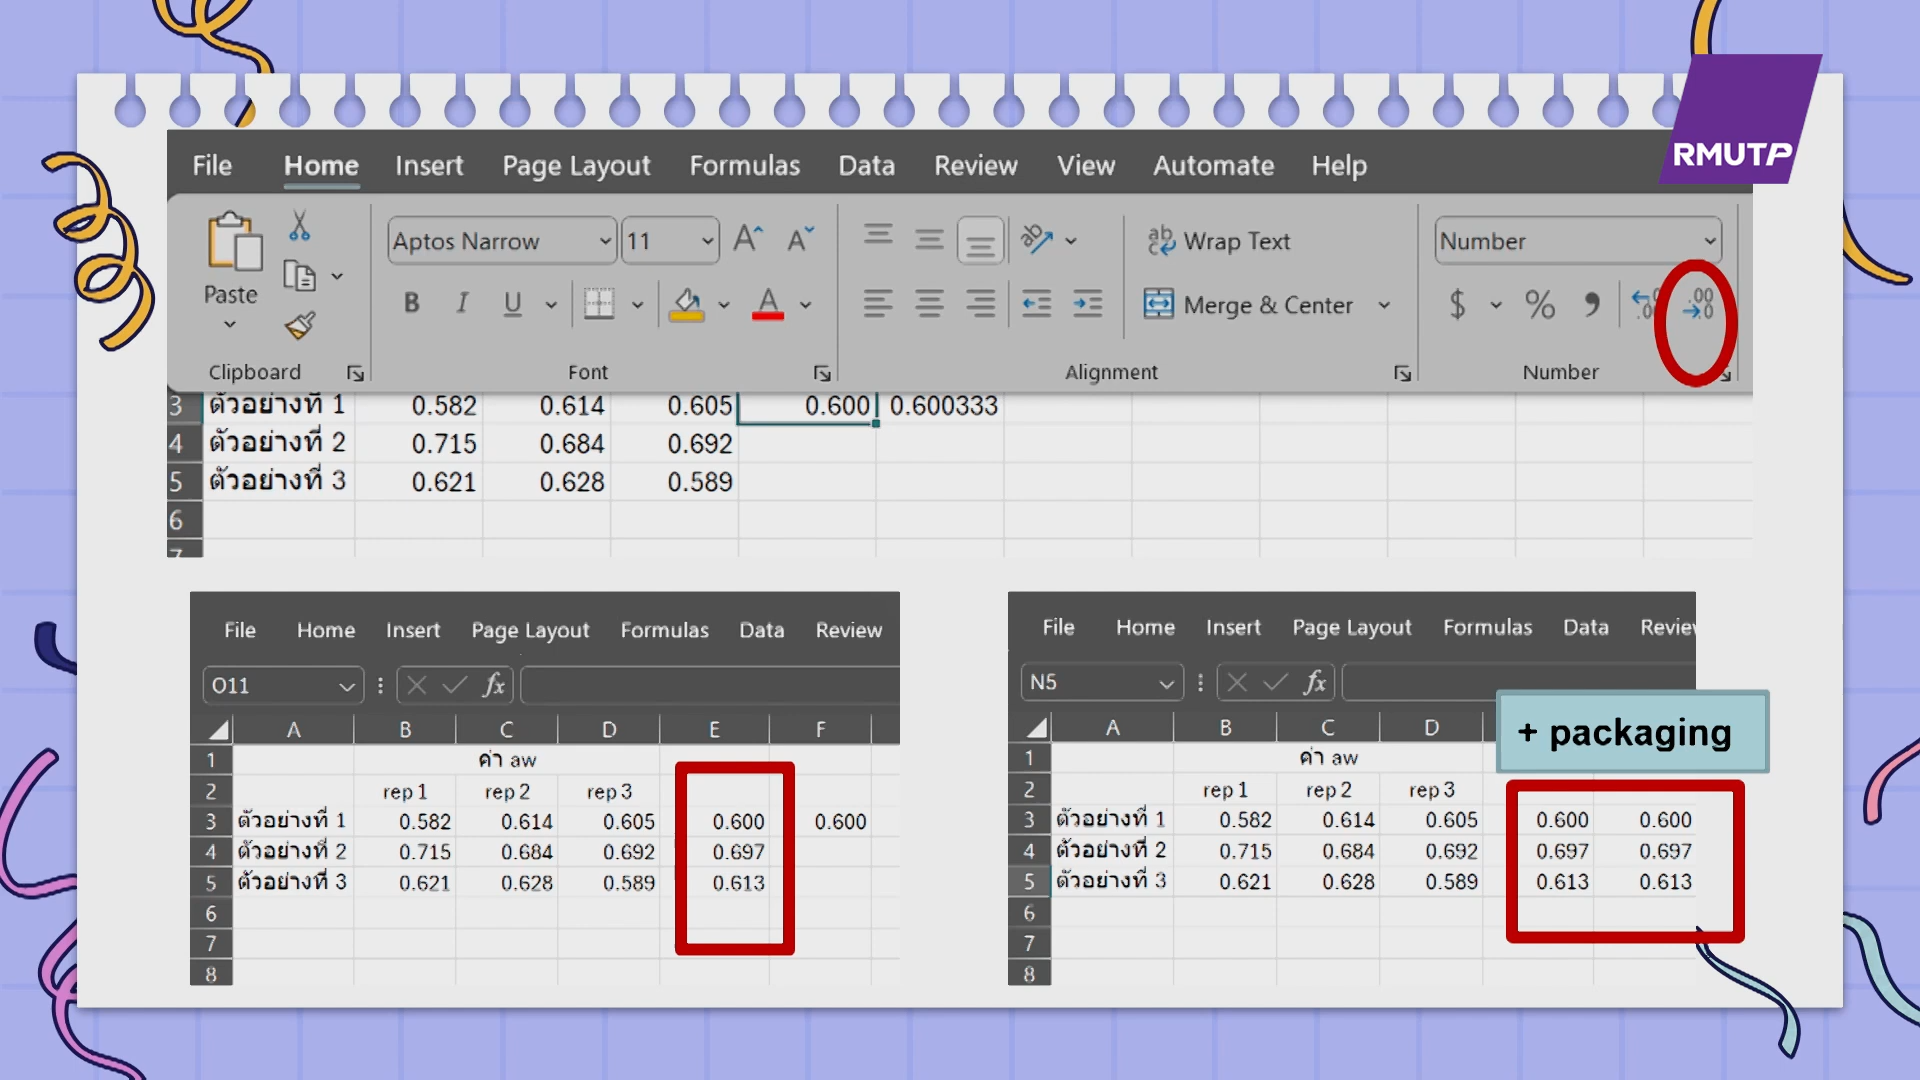 RMUTP
File Home Insert Page Layout Formulas Data Review View Automate Help
Aptos Narrow 11 Wrap Text Number
Paste B I U Merge & Center $ % 9
Clipboard Font Alignment Number
3 ตัวอย่างที่ 1 0.582 0.614 0.605 0.600 0.600333
4 ตัวอย่างที่ 2 0.715 0.684 0.692
5 ตัวอย่างที่ 3 0.621 0.628 0.589
6
7
File Home Insert Page Layout Formulas Data Review
O11 fx
A B C D E F
1 ค่า aw
2 rep 1 rep 2 rep 3
3 ตัวอย่างที่ 1 0.582 0.614 0.605 0.600 0.600
4 ตัวอย่างที่ 2 0.715 0.684 0.692 0.697
5 ตัวอย่างที่ 3 0.621 0.628 0.589 0.613
6
7
8
File Home Insert Page Layout Formulas Data Review
N5 fx
+ packaging
A B C D
1 ค่า aw
2 rep 1 rep 2 rep 3
3 ตัวอย่างที่ 1 0.582 0.614 0.605 0.600 0.600
4 ตัวอย่างที่ 2 0.715 0.684 0.692 0.697 0.697
5 ตัวอย่างที่ 3 0.621 0.628 0.589 0.613 0.613
6
7
8